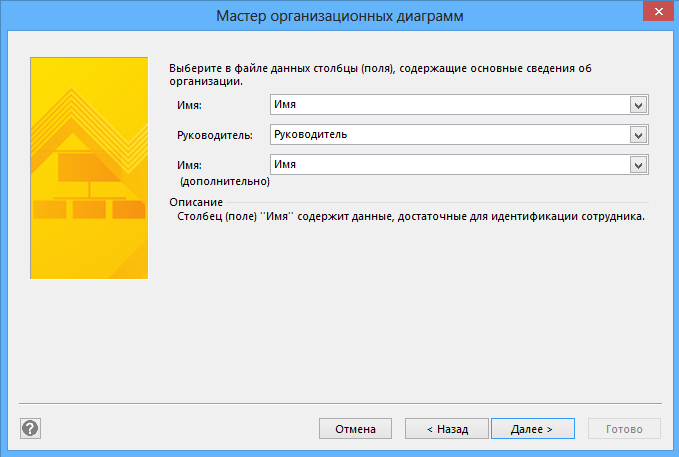 Мастер организационных диаграмм
Выберите в файле данных столбцы (поля), содержащие основные сведения об
организации.
Имя: Имя
Руководитель: Руководитель
Имя: Имя
(дополнительно)
Описание
Столбец (поле) "Имя" содержит данные, достаточные для идентификации сотрудника.
? Отмена < Назад Далее > Готово